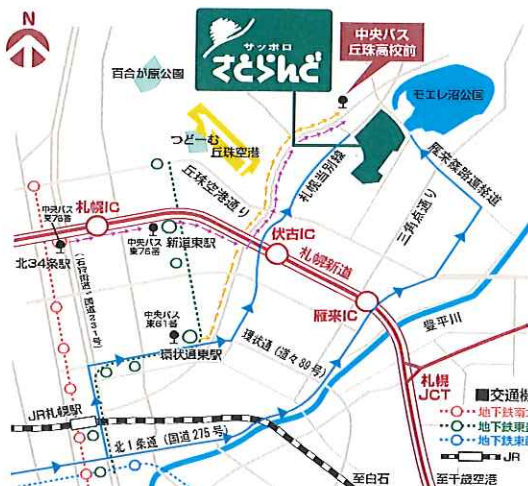 N
百合が原公園
サッポロ
さとらんど
中央バス
丘珠高校前
モエレ沼公園
つどーむ
丘珠空港
丘珠空港通り
札幌当別線
雁来篠路連絡道
三角点通り
中央バス
東76番
札幌IC
中央バス
東76番
新道東駅
北34条駅
(石狩街道)(国道231号)
伏古IC
札幌新道
中央バス
東61番
環状通東駅
雁来IC
環状通(道々89号)
豊平川
JR札幌駅
北1条通(国道275号)
札幌
JCT
■交通機
地下鉄南
地下鉄東
地下鉄東
JR
至白石
至千歳空港